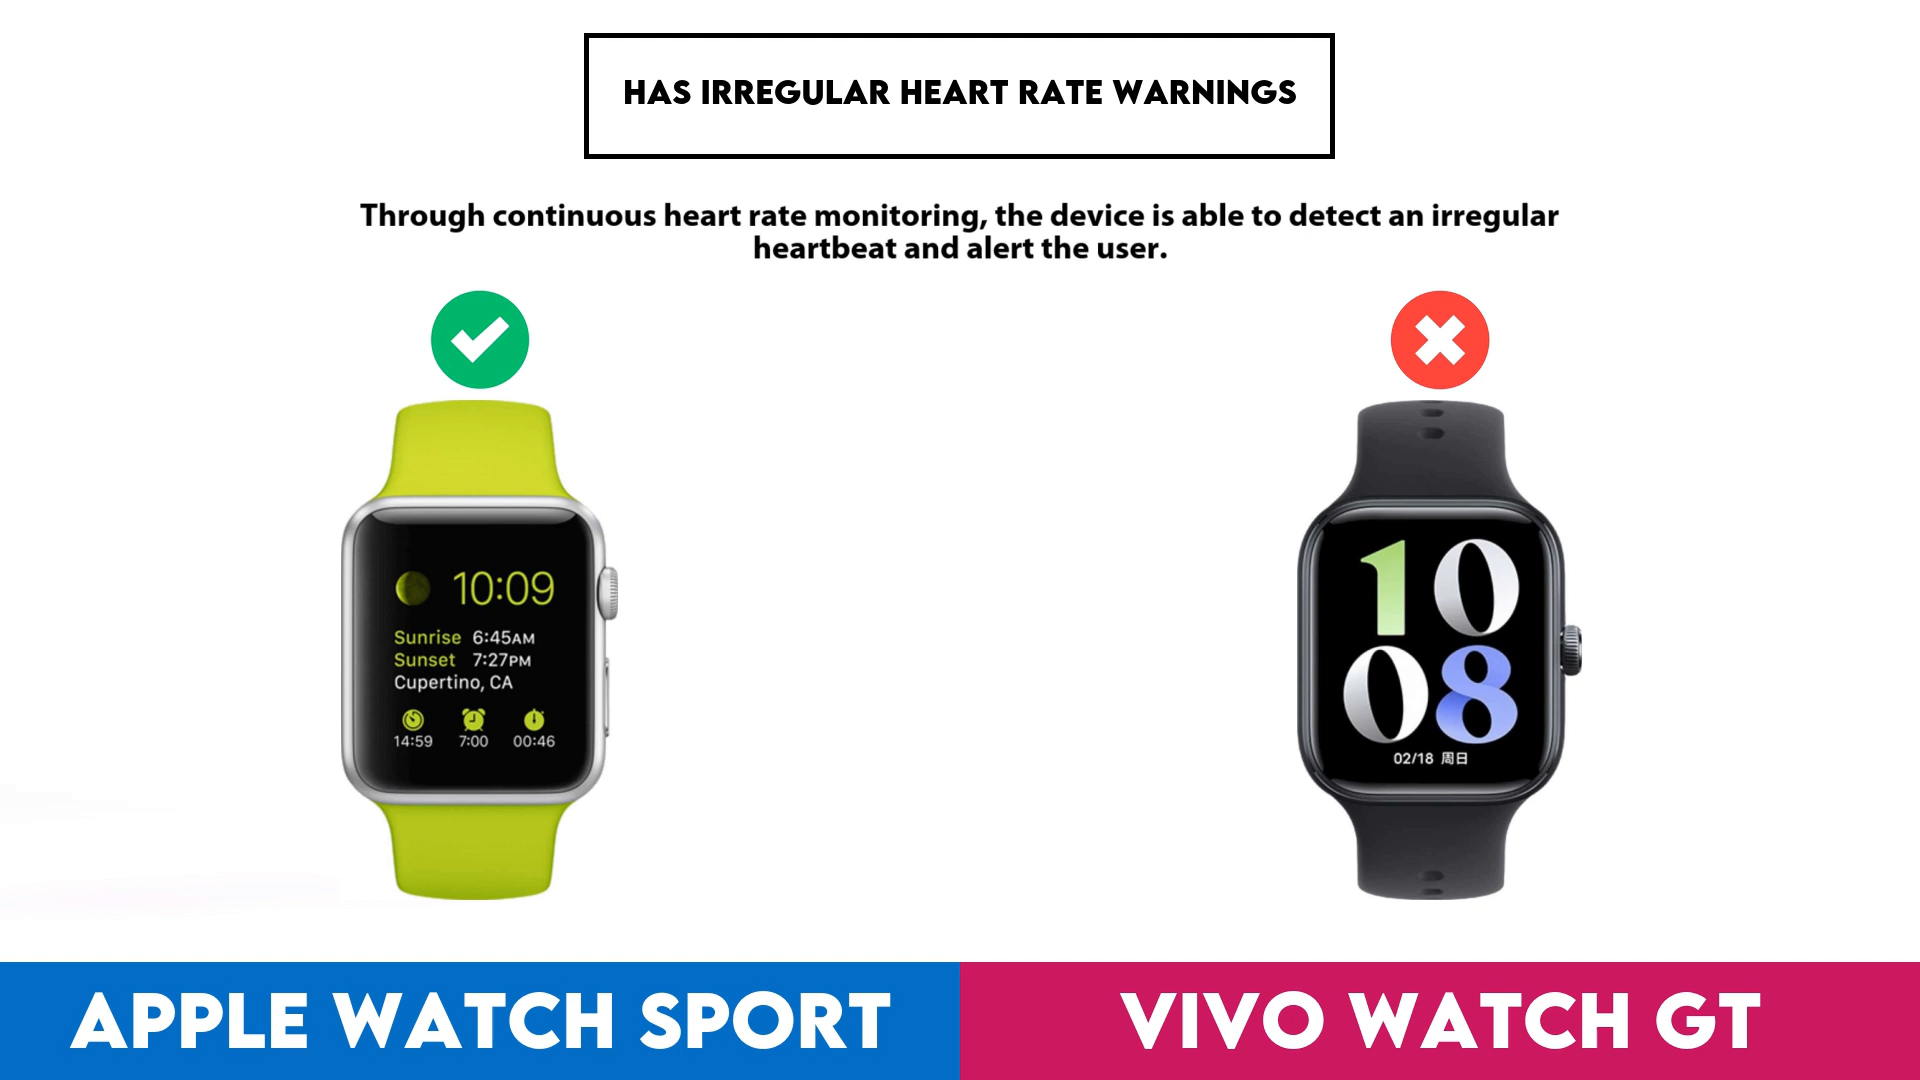 HAS IRREGULAR HEART RATE WARNINGS
Through continuous heart rate monitoring, the device is able to detect an irregular
heartbeat and alert the user.
10:09
Sunrise 6:45AM
Sunset 7:27PM
Cupertino, CA
14:59 7:00 00:46
10
08
02/18 周日
APPLE WATCH SPORT
VIVO WATCH GT